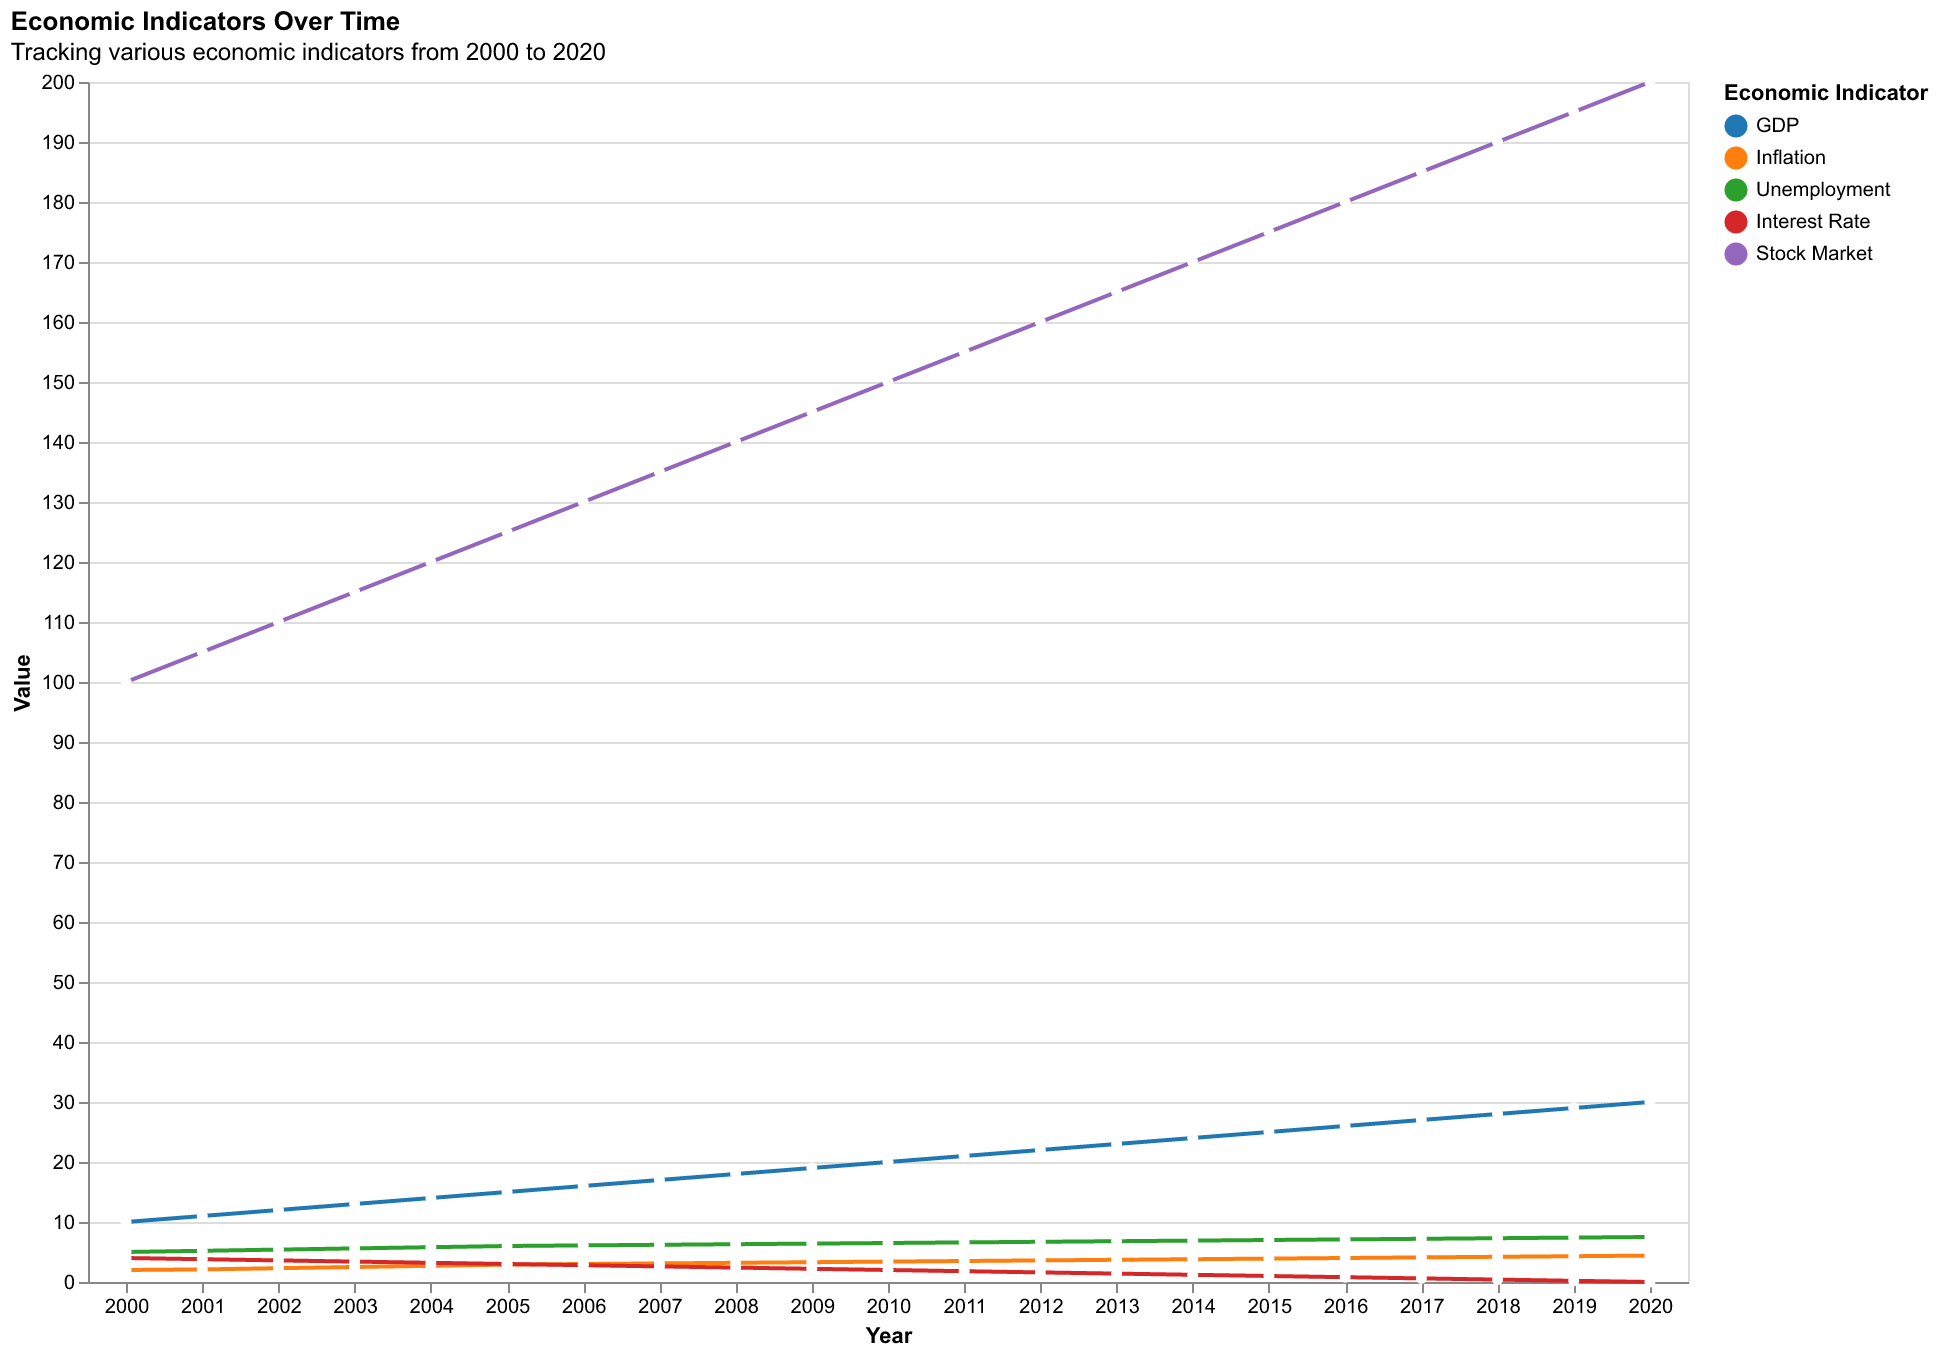 Economic Indicators Over Time
Tracking various economic indicators from 2000 to 2020
200
190
180
170
160
150
140
130
120
110
100
90
80
70
60
50
40
30
20
10
0
Value
2000 2001 2002 2003 2004 2005 2006 2007 2008 2009 2010 2011 2012 2013 2014 2015 2016 2017 2018 2019 2020
Year
Economic Indicator
GDP
Inflation
Unemployment
Interest Rate
Stock Market